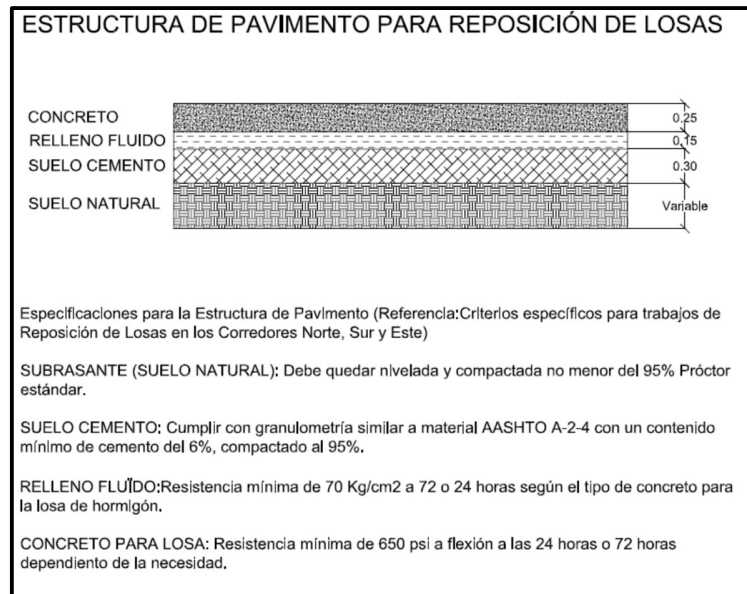 ESTRUCTURA DE PAVIMENTO PARA REPOSICIÓN DE LOSAS
CONCRETO
0.25
RELLENO FLUIDO
0.15
SUELO CEMENTO
0.30
SUELO NATURAL
Variable
Especificaciones para la Estructura de Pavimento (Referencia:Criterios específicos para trabajos de
Reposición de Losas en los Corredores Norte, Sur y Este)
SUBRASANTE (SUELO NATURAL): Debe quedar nivelada y compactada no menor del 95% Próctor
estándar.
SUELO CEMENTO: Cumplir con granulometría similar a material AASHTO A-2-4 con un contenido
mínimo de cemento del 6%, compactado al 95%.
RELLENO FLUÏDO:Resistencia mínima de 70 Kg/cm2 a 72 o 24 horas según el tipo de concreto para
la losa de hormigón.
CONCRETO PARA LOSA: Resistencia mínima de 650 psi a flexión a las 24 horas o 72 horas
dependiento de la necesidad.